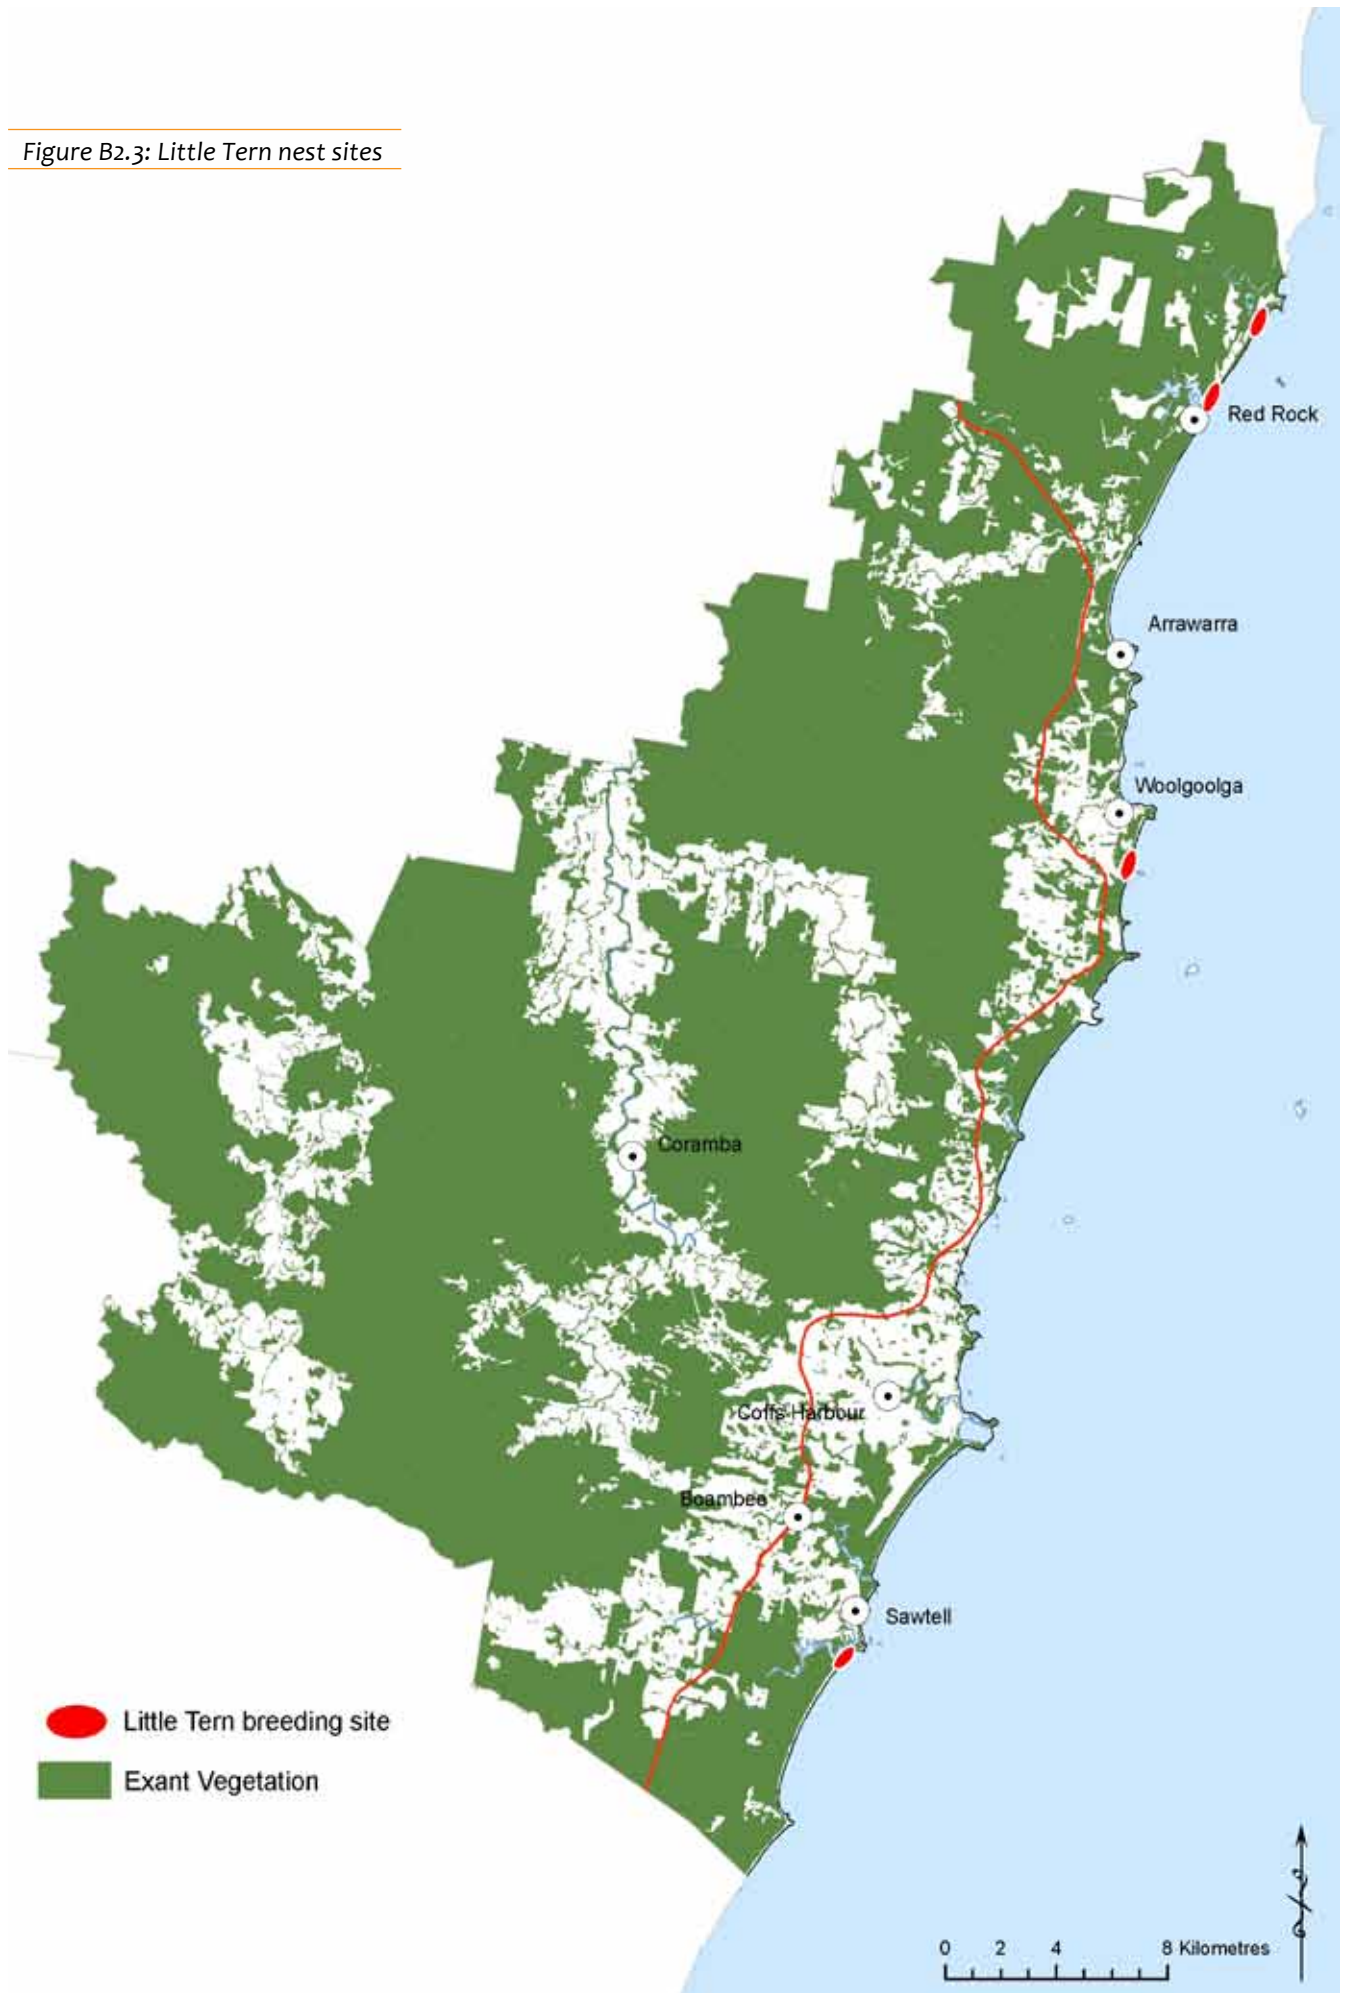 Figure B2.3: Little Tern nest sites
Red Rock
Arrawarra
Woolgoolga
Coramba
Coffs Harbour
Boambee
Sawtell
Little Tern breeding site
Exant Vegetation
0 2 4 8 Kilometres